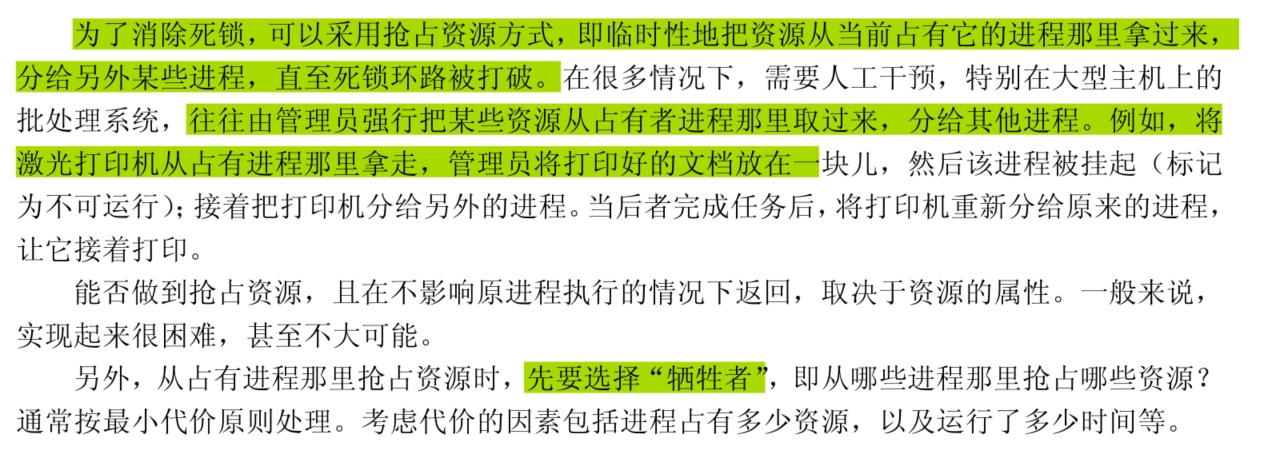 为了消除死锁，可以采用抢占资源方式，即临时性地把资源从当前占有它的进程那里拿过来，
分给另外某些进程，直至死锁环路被打破。在很多情况下，需要人工干预，特别在大型主机上的
批处理系统，往往由管理员强行把某些资源从占有者进程那里取过来，分给其他进程。例如，将
激光打印机从占有进程那里拿走，管理员将打印好的文档放在一块儿，然后该进程被挂起（标记
为不可运行）；接着把打印机分给另外的进程。当后者完成任务后，将打印机重新分给原来的进程，
让它接着打印。
能否做到抢占资源，且在不影响原进程执行的情况下返回，取决于资源的属性。一般来说，
实现起来很困难，甚至不大可能。
另外，从占有进程那里抢占资源时，先要选择“牺牲者”，即从哪些进程那里抢占哪些资源？
通常按最小代价原则处理。考虑代价的因素包括进程占有多少资源，以及运行了多少时间等。